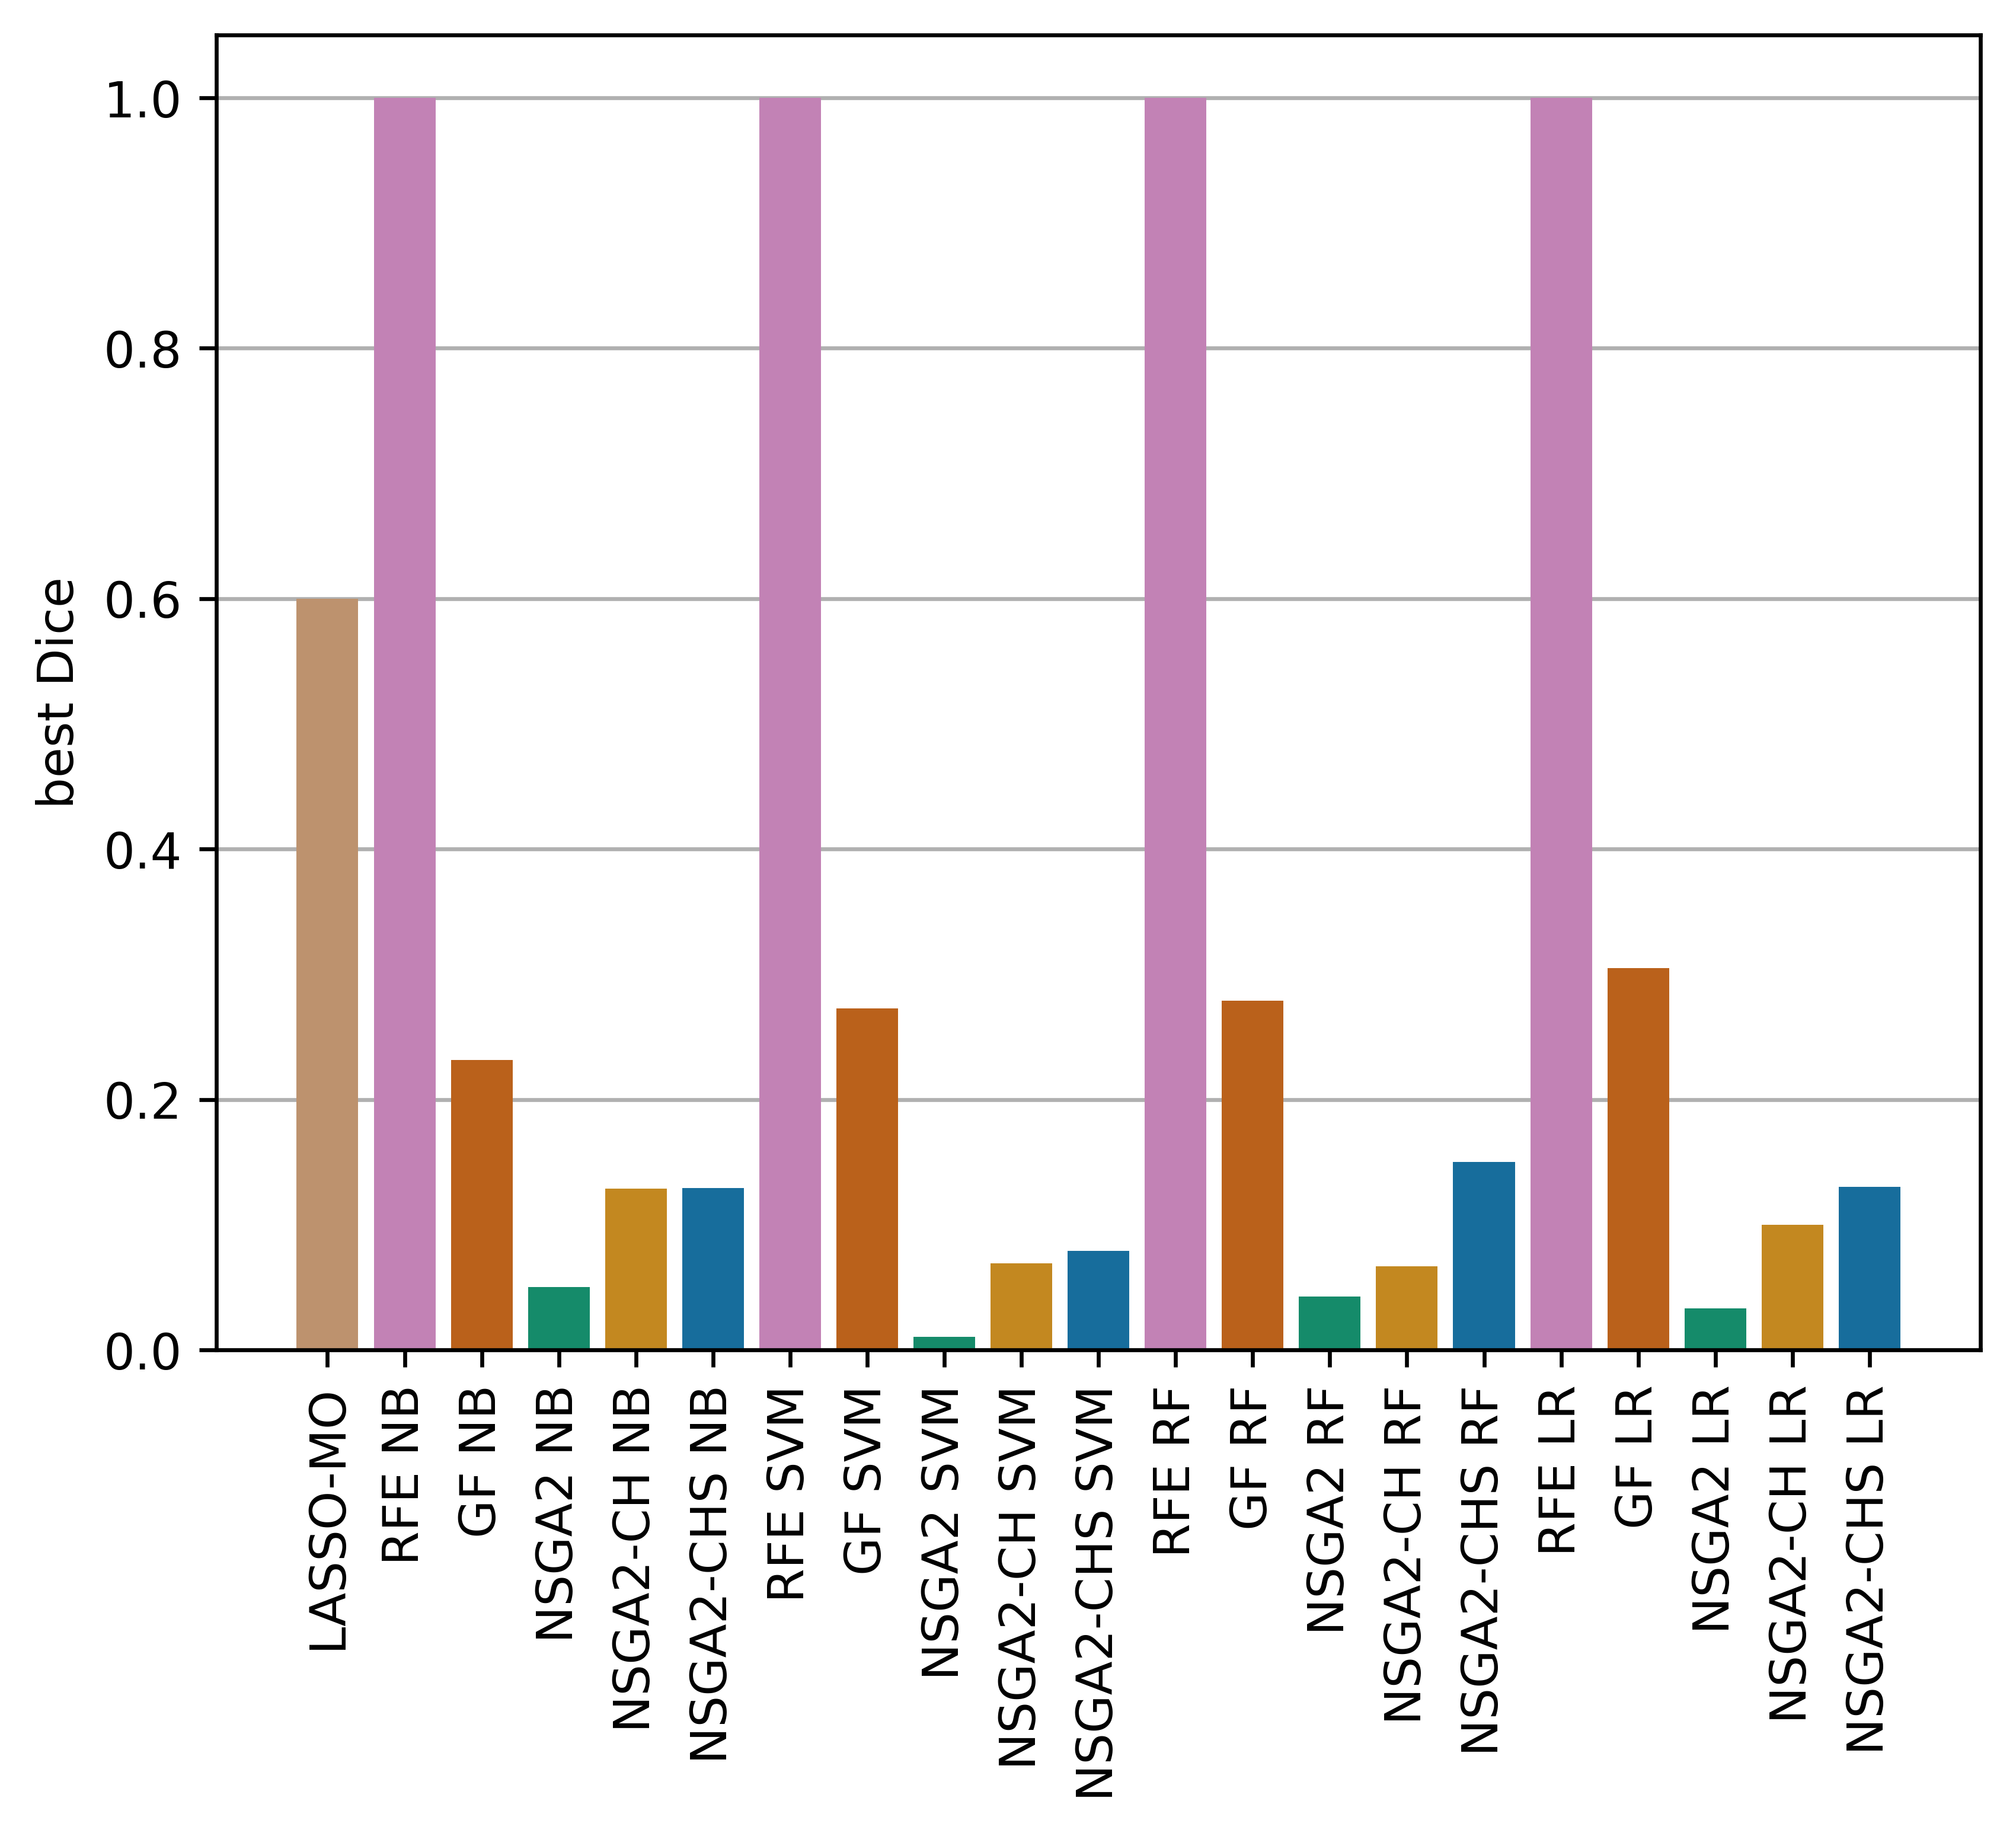 best Dice
1.0
0.8
0.6
0.4
0.2
0.0
LASSO-MO
RFE NB
GF NB
NSGA2 NB
NSGA2-CH NB
NSGA2-CHS NB
RFE SVM
GF SVM
NSGA2 SVM
NSGA2-CH SVM
NSGA2-CHS SVM
RFE RF
GF RF
NSGA2 RF
NSGA2-CH RF
NSGA2-CHS RF
RFE LR
GF LR
NSGA2 LR
NSGA2-CH LR
NSGA2-CHS LR